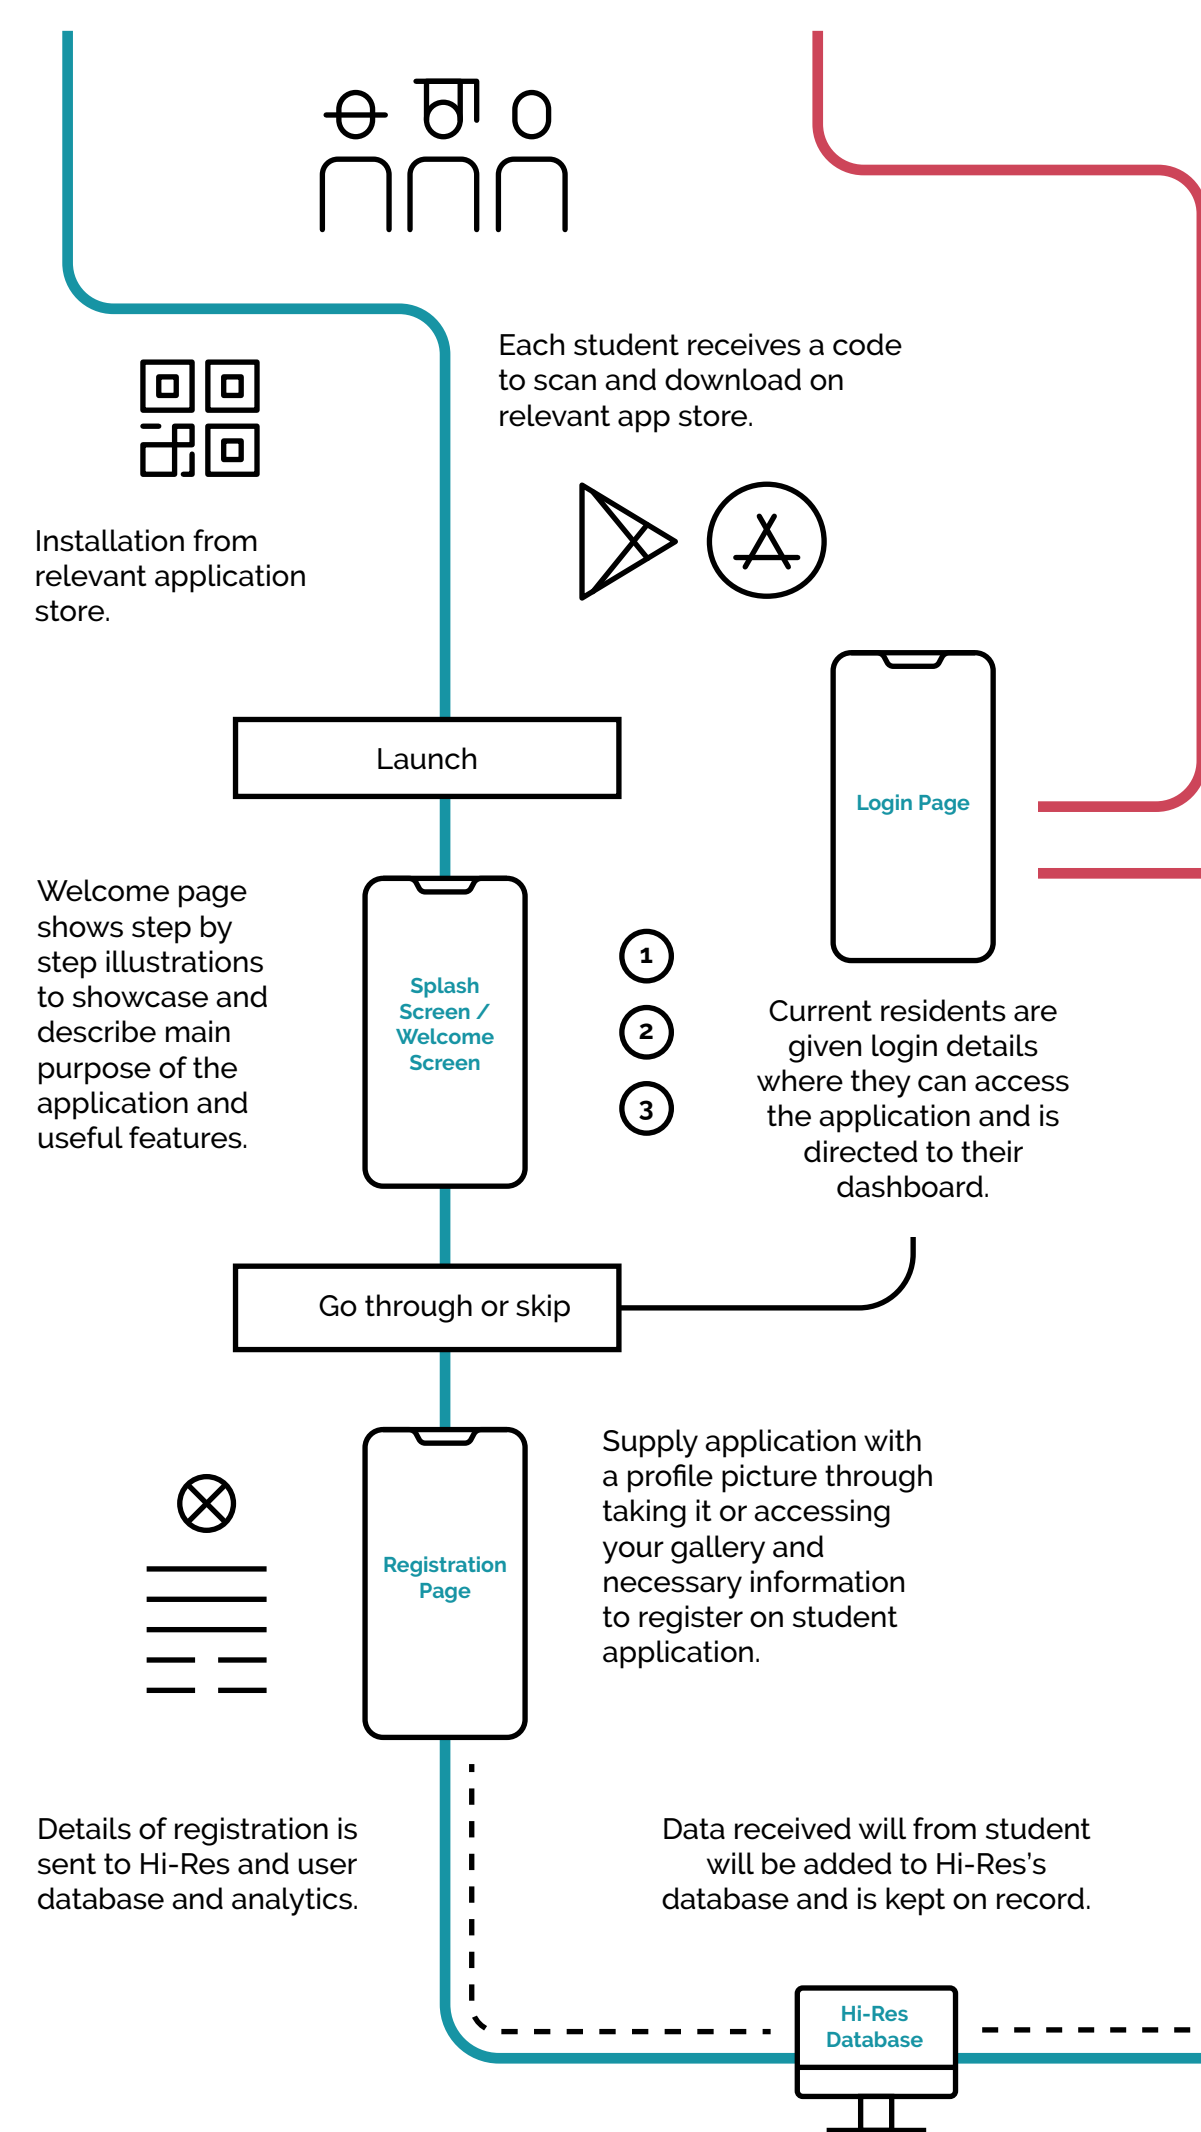 Each student receives a code
to scan and download on
relevant app store.
Installation from
relevant application
store.
Launch
Login Page
Welcome page
shows step by
step illustrations
to showcase and
describe main
purpose of the
application and
useful features.
Splash
Screen /
Welcome
Screen
1
2
3
Current residents are
given login details
where they can access
the application and is
directed to their
dashboard.
Go through or skip
Registration
Page
Supply application with
a profile picture through
taking it or accessing
your gallery and
necessary information
to register on student
application.
Details of registration is
sent to Hi-Res and user
database and analytics.
Data received will from student
will be added to Hi-Res’s
database and is kept on record.
Hi-Res
Database